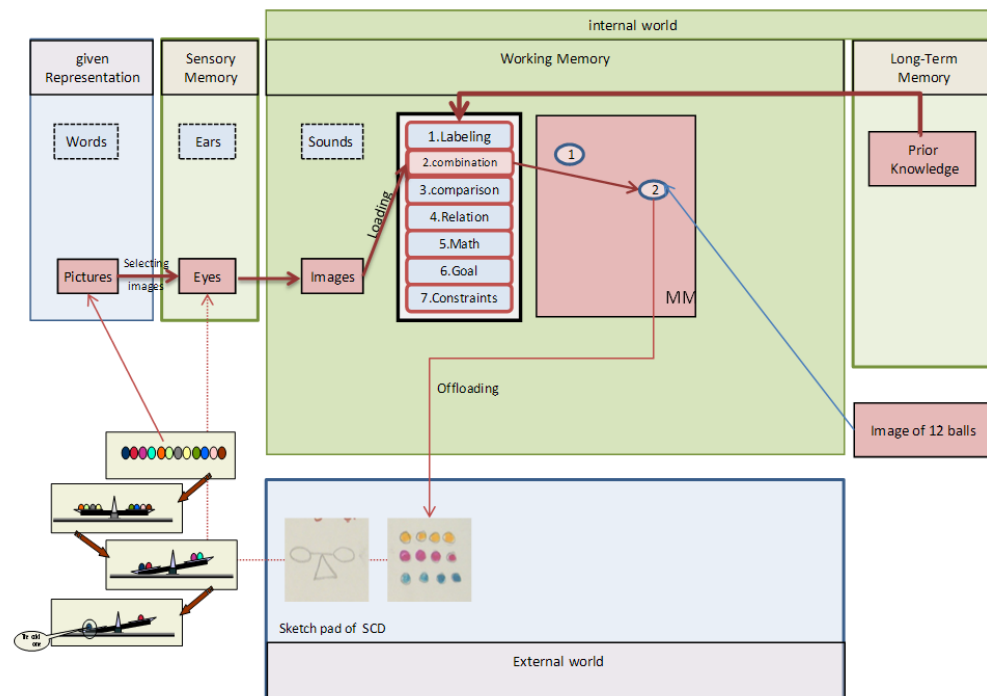 internal world
given
Representation
Sensory
Memory
Working Memory
Long-Term
Memory
Words
Ears
Sounds
1.Labeling
2.combination
3.comparison
4.Relation
5.Math
6.Goal
7.Constraints
1
2
MM
Prior
Knowledge
Loading
Pictures
Selecting
images
Eyes
Images
Offloading
Image of 12 balls
Sketch pad of SCD
External world